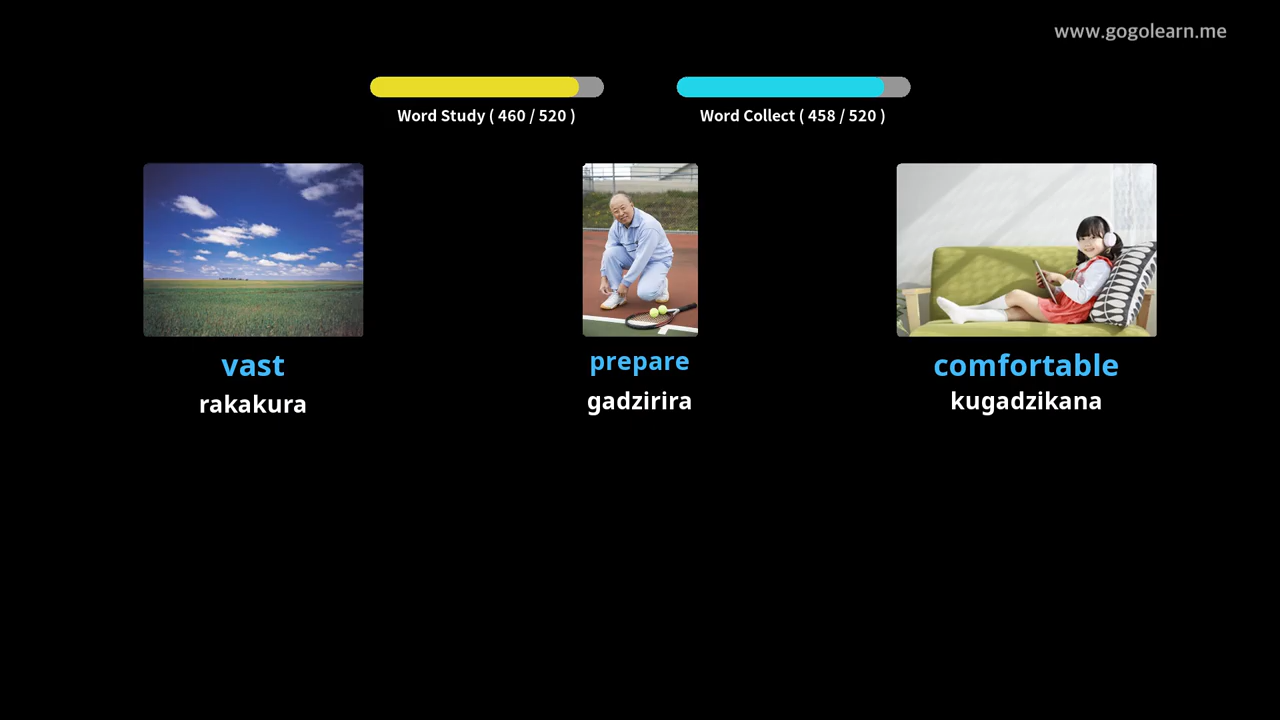 www.gogolearn.me
Word Study ( 460 / 520 )
Word Collect ( 458 / 520 )
vast
rakakura
prepare
gadzirira
comfortable
kugadzikana